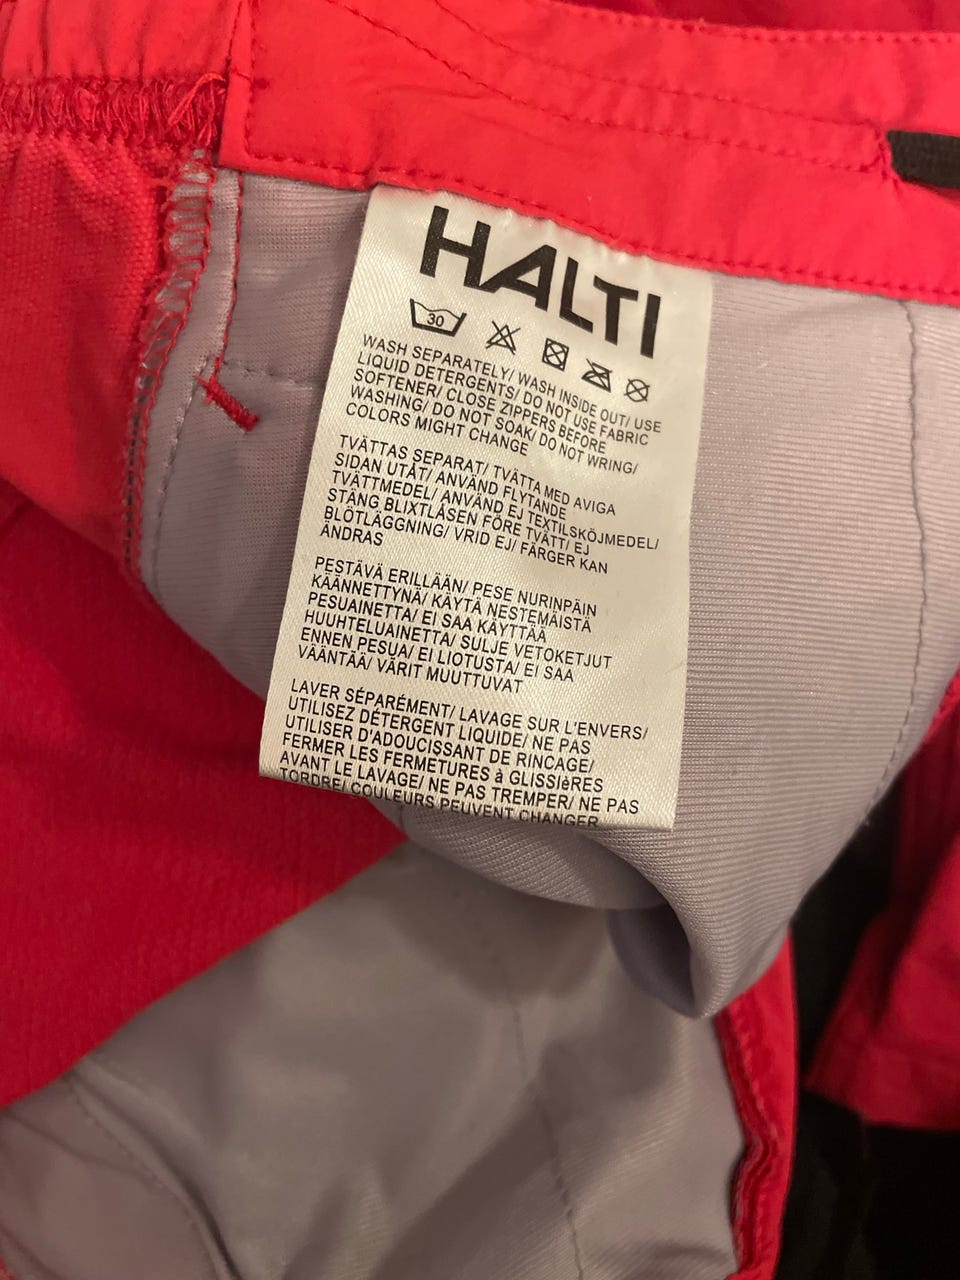 HALTI
30
WASH SEPARATELY/ WASH INSIDE OUT/ USE
LIQUID DETERGENTS/ DO NOT USE FABRIC
SOFTENER/ CLOSE ZIPPERS BEFORE
WASHING/ DO NOT SOAK/ DO NOT WRING/
COLORS MIGHT CHANGE
TVÄTTAS SEPARAT/ TVÄTTA MED AVIGA
SIDAN UTÅT/ ANVÄND FLYTANDE
TVÄTTMEDEL/ ANVÄND EJ TEXTILSKÖJMEDEL/
STÄNG BLIXTLÅSEN FÖRE TVÄTT/ EJ
BLÖTLÄGGNING/ VRID EJ/ FÄRGER KAN
ÄNDRAS
PESTÄVÄ ERILLÄÄN/ PESE NURINPÄIN
KÄÄNNETTYNÄ/ KÄYTÄ NESTEMÄISTÄ
PESUAINETTA/ EI SAA KÄYTTÄÄ
HUUHTELUAINETTA/ SULJE VETOKETJUT
ENNEN PESUA/ EI LIOTUSTA/ EI SAA
VÄÄNTÄÄ/ VÄRIT MUUTTUVAT
LAVER SÉPARÉMENT/ LAVAGE SUR L'ENVERS/
UTILISEZ DÉTERGENT LIQUIDE/ NE PAS
UTILISER D'ADOUCISSANT DE RINCAGE/
FERMER LES FERMETURES à GLISSIèRES
AVANT LE LAVAGE/ NE PAS TREMPER/ NE PAS
TORDRE/ COULEURS PEUVENT CHANGER